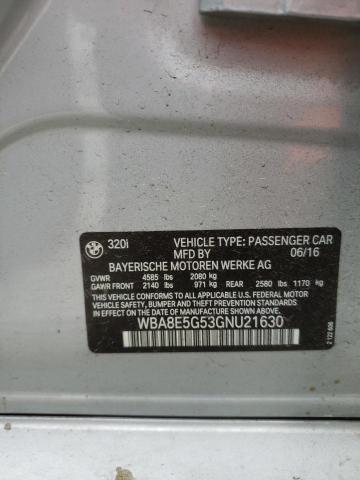 320i VEHICLE TYPE: PASSENGER CAR
MFD BY 06/16
BAYERISCHE MOTOREN WERKE AG
GVWR 4585 lbs 2080 kg
GAWR FRONT 2140 lbs 971 kg REAR 2580 lbs 1170 kg
THIS VEHICLE CONFORMS TO ALL APPLICABLE U.S. FEDERAL MOTOR
VEHICLE SAFETY, BUMPER, AND THEFT PREVENTION STANDARDS IN
EFFECT ON THE DATE OF MANUFACTURE SHOWN ABOVE.
WBA8E5G53GNU21630